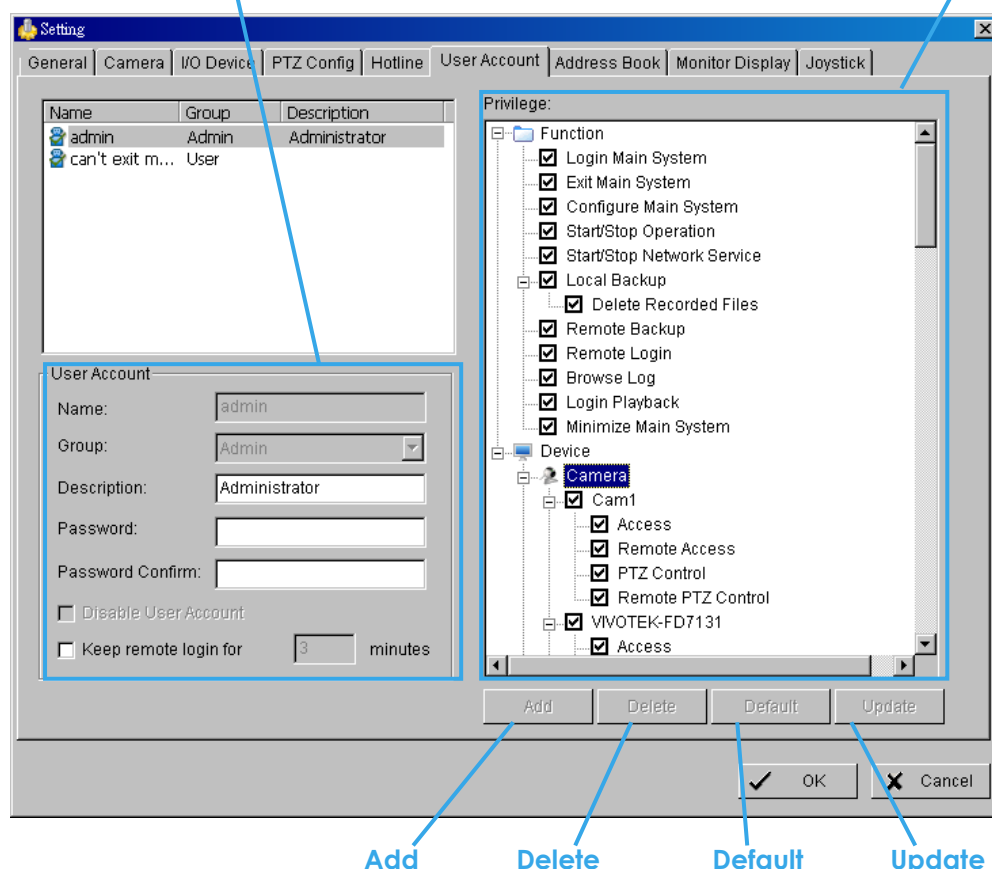 Setting
General Camera I/O Device PTZ Config Hotline User Account Address Book Monitor Display Joystick
Name Group Description
admin Admin Administrator
can't exit m... User
User Account
Name: admin
Group: Admin
Description: Administrator
Password:
Password Confirm:
Disable User Account
Keep remote login for 3 minutes
Privilege:
Function
Login Main System
Exit Main System
Configure Main System
Start/Stop Operation
Start/Stop Network Service
Local Backup
Delete Recorded Files
Remote Backup
Remote Login
Browse Log
Login Playback
Minimize Main System
Device
Camera
Cam1
Access
Remote Access
PTZ Control
Remote PTZ Control
VIVOTEK-FD7131
Access
Add Delete Default Update
OK Cancel
Add Delete Default Update